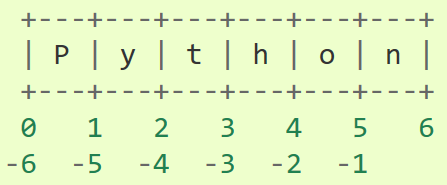 +---+---+---+---+---+---+
| P | y | t | h | o | n |
+---+---+---+---+---+---+
0 1 2 3 4 5 6
-6 -5 -4 -3 -2 -1